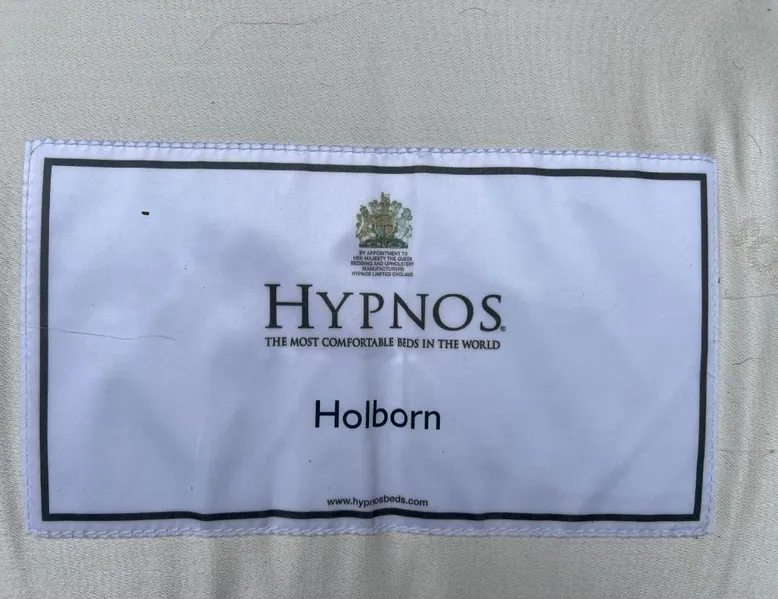 BY APPOINTMENT TO
HER MAJESTY THE QUEEN
BEDDING AND UPHOLSTERY
MANUFACTURERS
HYPNOS LIMITED ENGLAND
HYPNOS®
THE MOST COMFORTABLE BEDS IN THE WORLD
Holborn
www.hypnosbeds.com